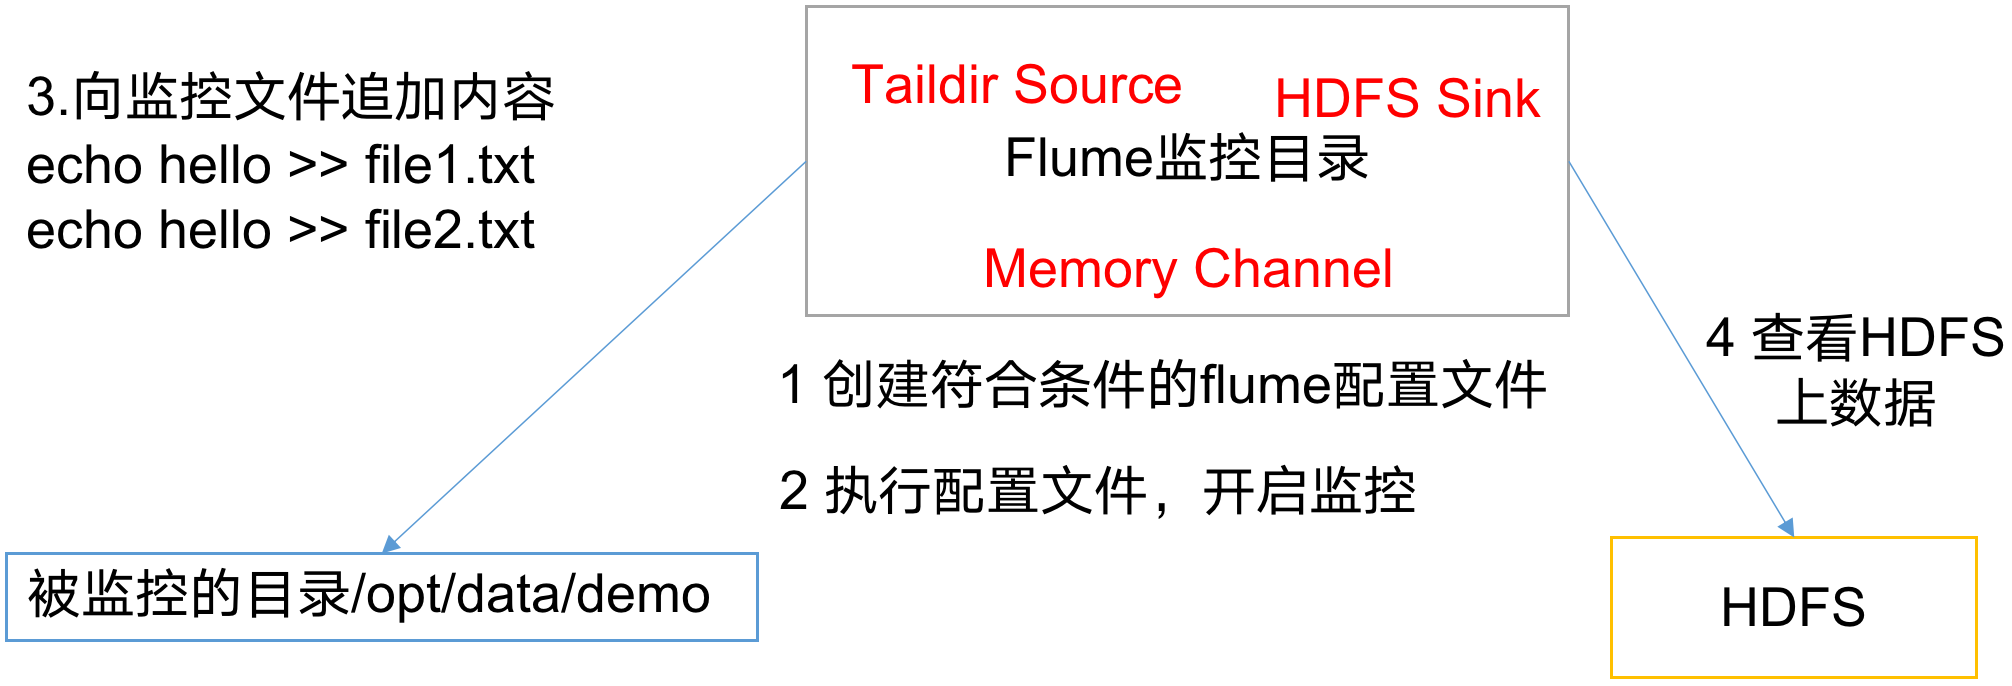 3.向监控文件追加内容
echo hello >> file1.txt
echo hello >> file2.txt
Taildir Source
HDFS Sink
Flume监控目录
Memory Channel
1 创建符合条件的flume配置文件
2 执行配置文件，开启监控
4 查看HDFS
上数据
被监控的目录/opt/data/demo
HDFS